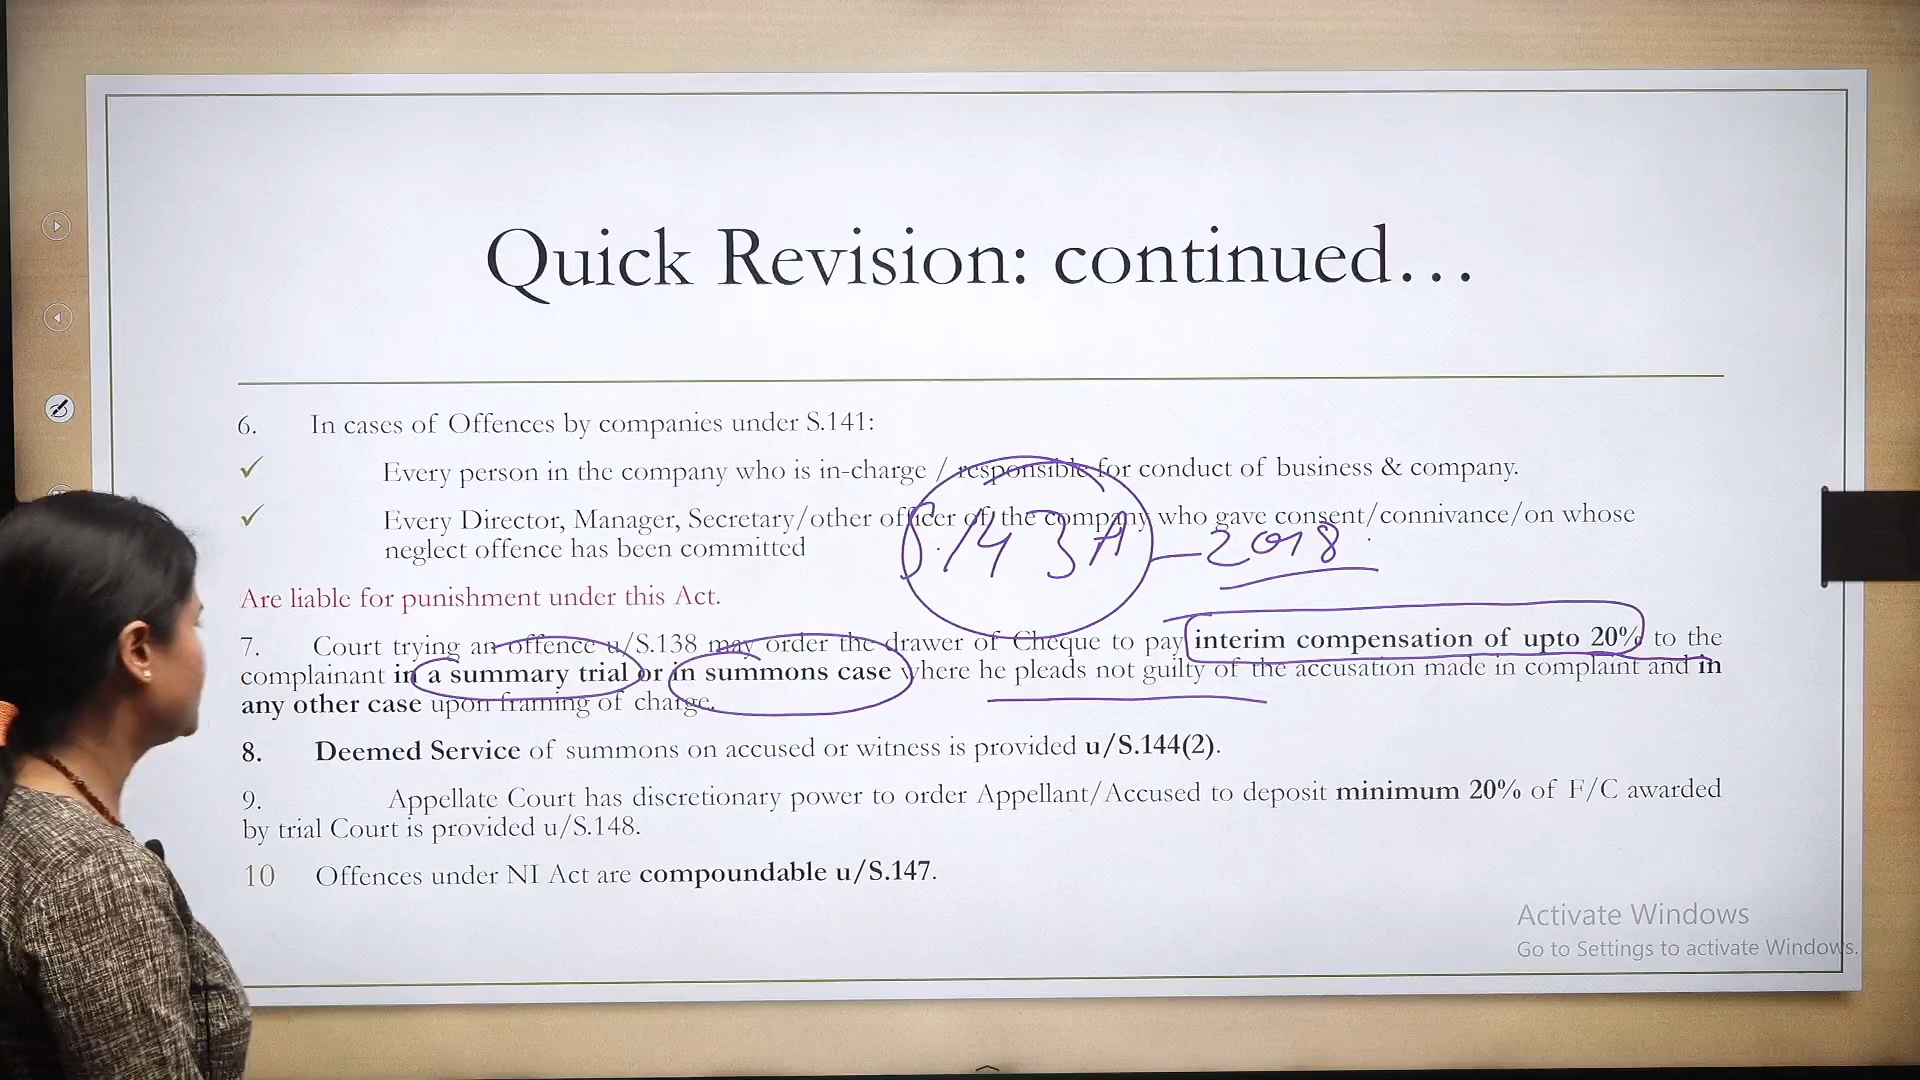 Quick Revision: continued...
6. In cases of Offences by companies under S.141:
✓ Every person in the company who is in-charge / responsible for conduct of business & company.
✓ Every Director, Manager, Secretary/other officer of the company who gave consent/connivance/on whose
neglect offence has been committed
S.143A - 2018
Are liable for punishment under this Act.
7. Court trying an offence u/S.138 may order the drawer of Cheque to pay interim compensation of upto 20% to the
complainant in a summary trial or in summons case where he pleads not guilty of the accusation made in complaint and in
any other case upon framing of charge.
8. Deemed Service of summons on accused or witness is provided u/S.144(2).
9. Appellate Court has discretionary power to order Appellant/Accused to deposit minimum 20% of F/C awarded
by trial Court is provided u/S.148.
10 Offences under NI Act are compoundable u/S.147.
Activate Windows
Go to Settings to activate Windows.